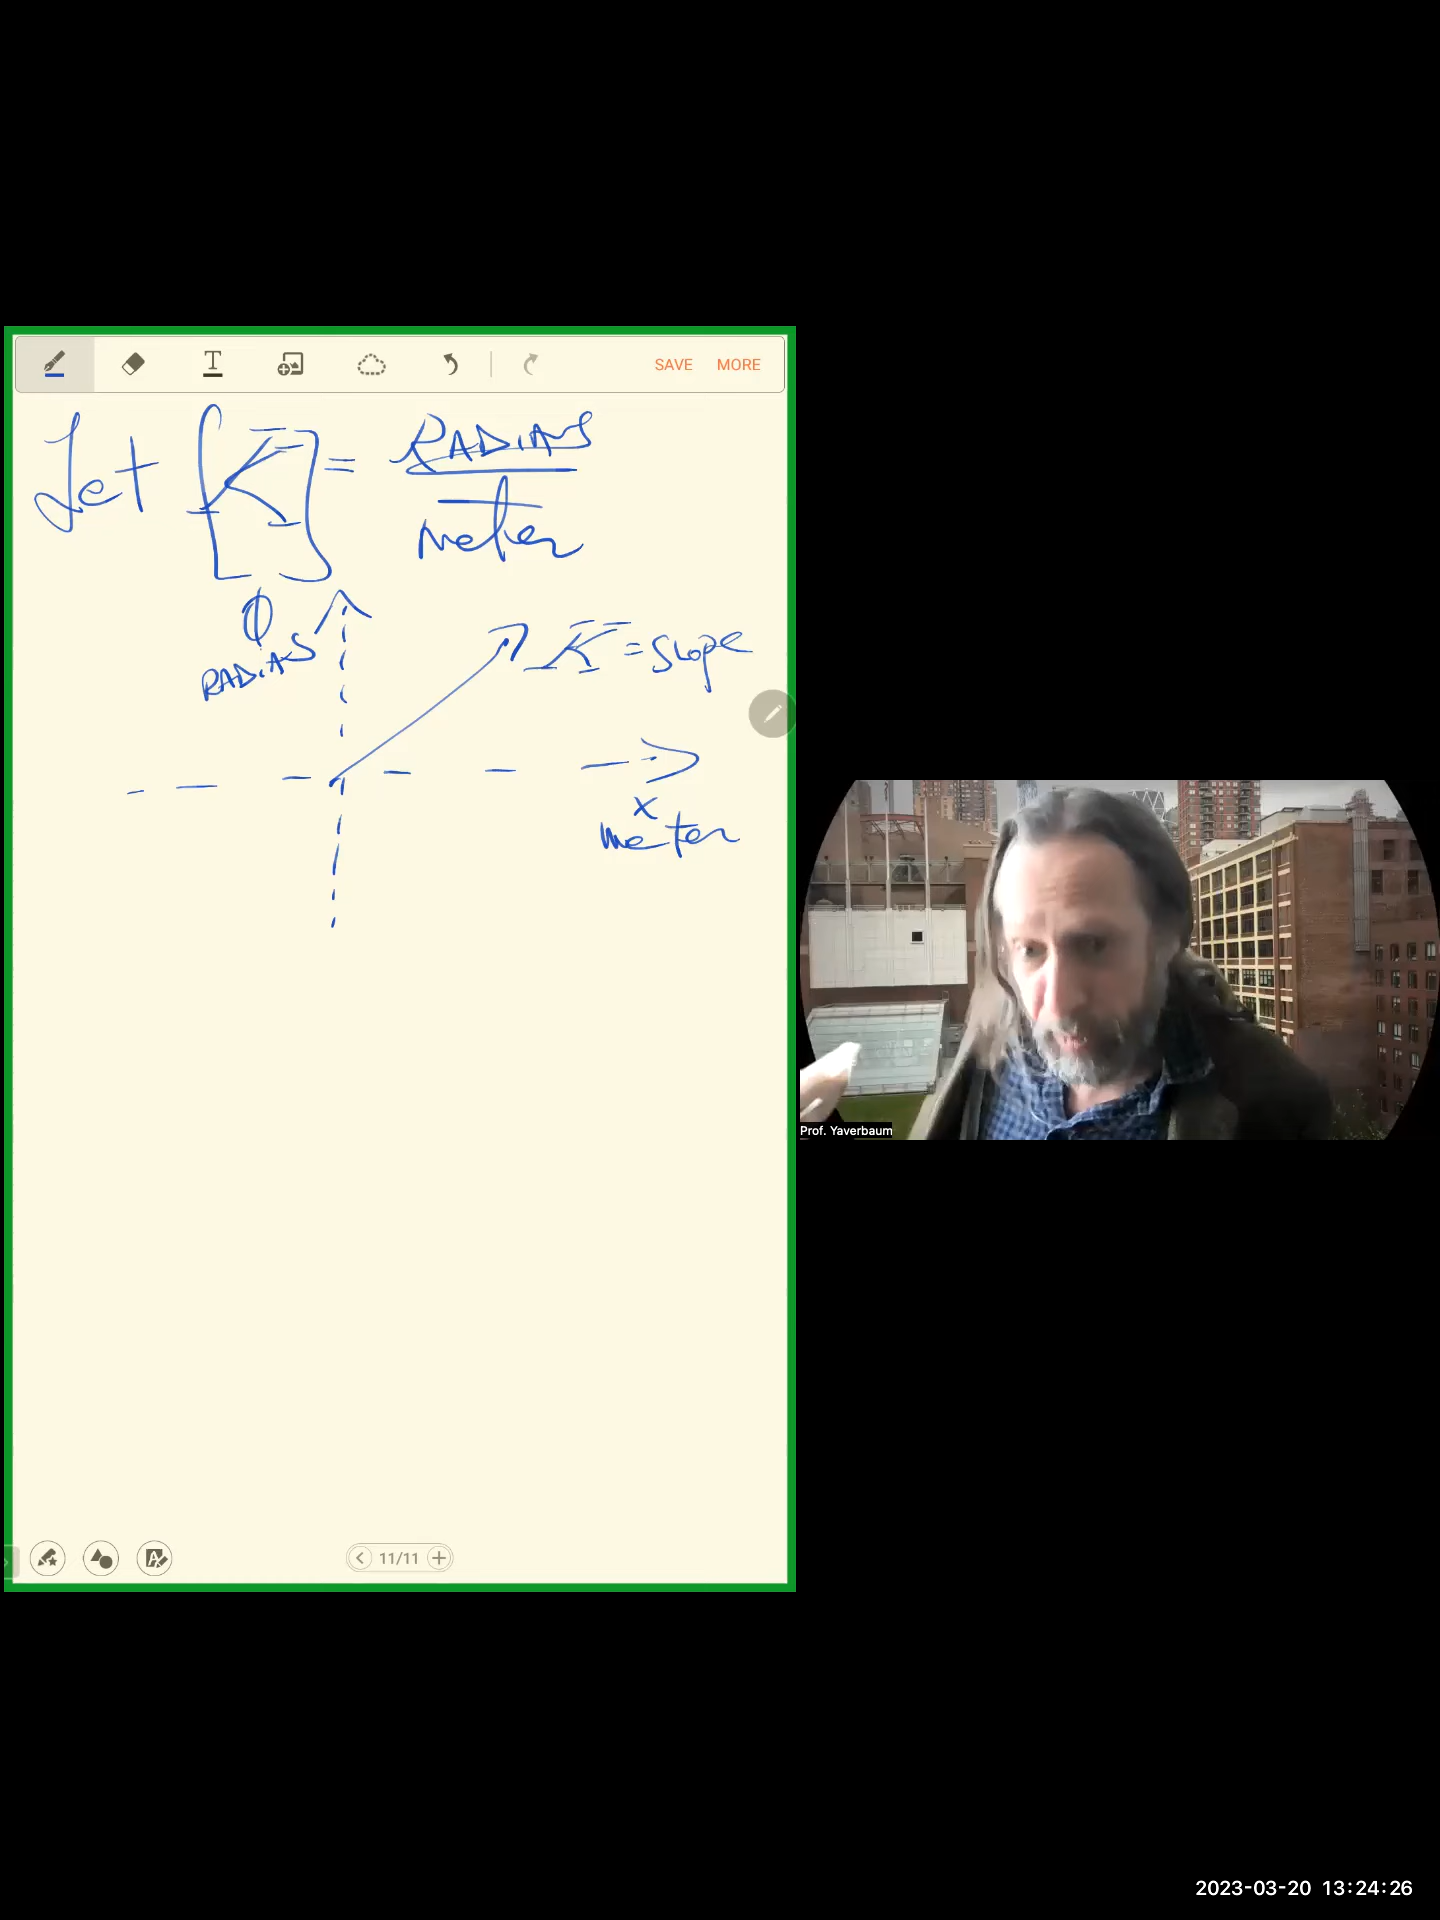 T SAVE MORE
Let [K] = RADIANS
meter
ϕ
RADIANS
K = slope
x
meter
Prof. Yaverbaum
A
11/11
2023-03-20 13:24:26